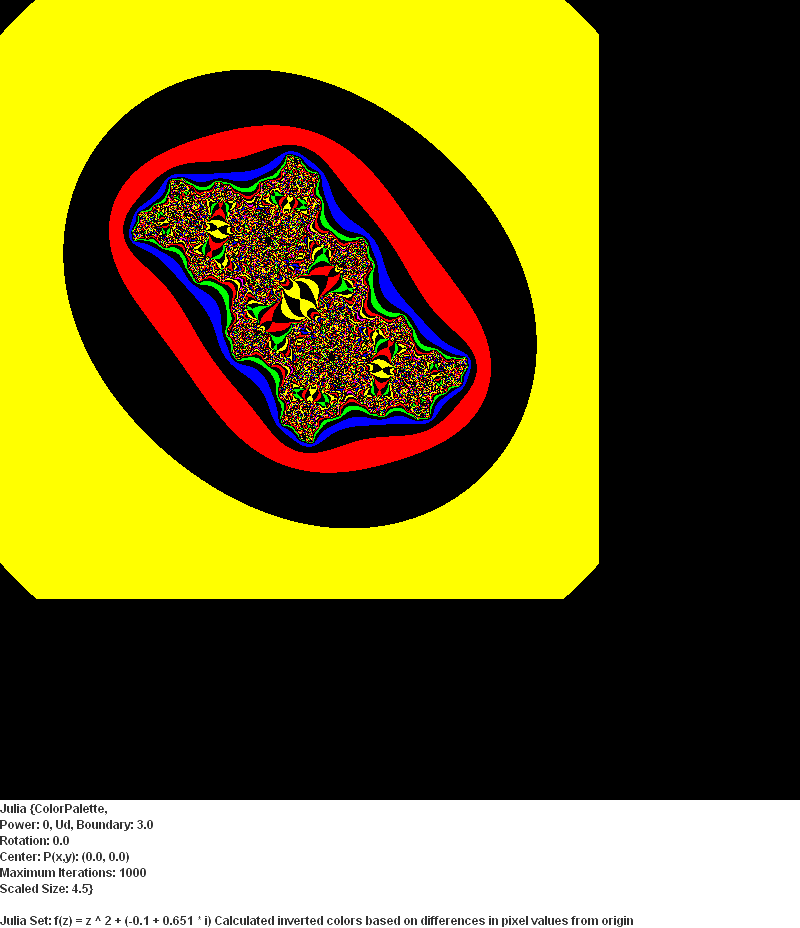 Julia {ColorPalette,
Power: 0, Ud, Boundary: 3.0
Rotation: 0.0
Center: P(x,y): (0.0, 0.0)
Maximum Iterations: 1000
Scaled Size: 4.5}
Julia Set: f(z) = z ^ 2 + (-0.1 + 0.651 * i) Calculated inverted colors based on differences in pixel values from origin